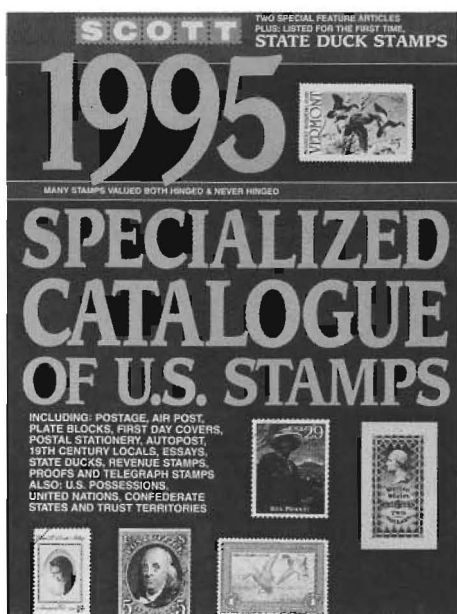 SCOTT
TWO SPECIAL FEATURE ARTICLES
PLUS: LISTED FOR THE FIRST TIME,
STATE DUCK STAMPS
1995
VERMONT
$5
MANY STAMPS VALUED BOTH HINGED & NEVER HINGED
SPECIALIZED
CATALOGUE
OF U.S. STAMPS
INCLUDING: POSTAGE, AIR POST,
PLATE BLOCKS, FIRST DAY COVERS,
POSTAL STATIONERY, AUTOPOST,
19TH CENTURY LOCALS, ESSAYS,
STATE DUCKS, REVENUE STAMPS,
PROOFS AND TELEGRAPH STAMPS
ALSO: U.S. POSSESSIONS,
UNITED NATIONS, CONFEDERATE
STATES AND TRUST TERRITORIES
29